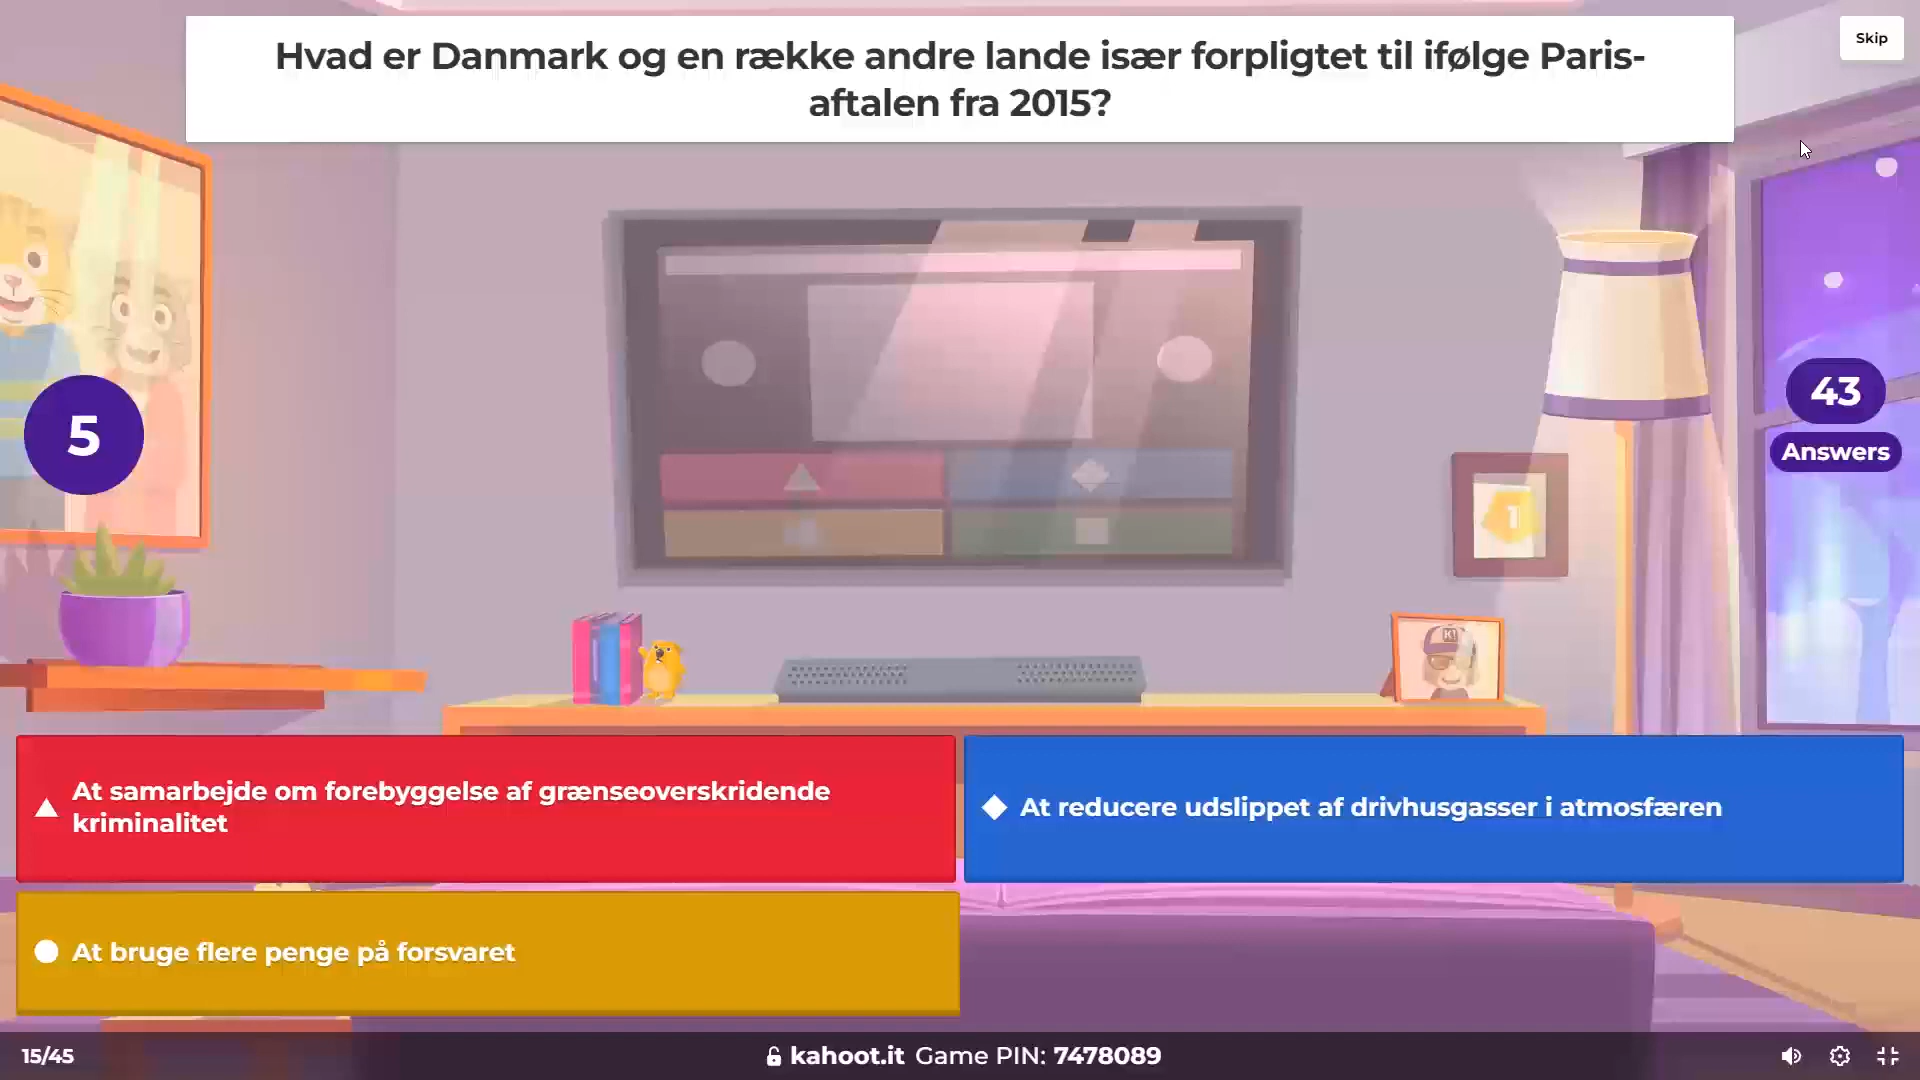 Hvad er Danmark og en række andre lande især forpligtet til ifølge Paris-
aftalen fra 2015?
Skip
5
43
Answers
1
K!
At samarbejde om forebyggelse af grænseoverskridende
kriminalitet
At reducere udslippet af drivhusgasser i atmosfæren
At bruge flere penge på forsvaret
15/45
kahoot.it Game PIN: 7478089